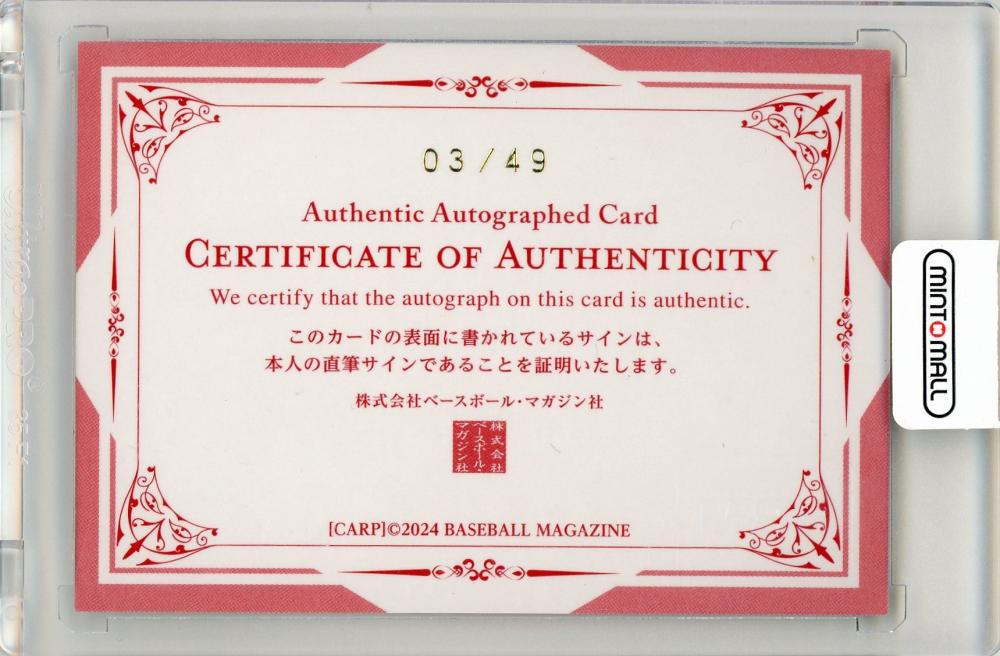 03/49
Authentic Autographed Card
CERTIFICATE OF AUTHENTICITY
We certify that the autograph on this card is authentic.
このカードの表面に書かれているサインは、
本人の直筆サインであることを証明いたします。
株式会社ベースボール・マガジン社
株式会社
ベースボール・
マガジン社
[CARP]©2024 BASEBALL MAGAZINE
MINT MALL